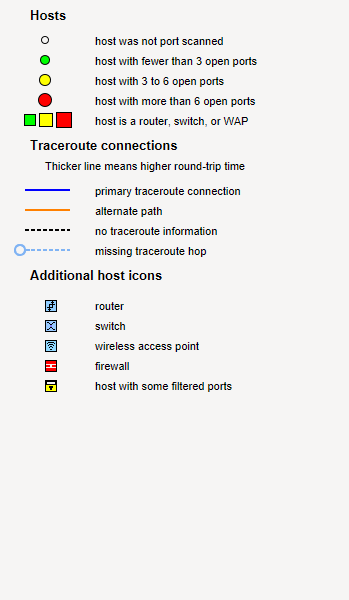 Hosts
host was not port scanned
host with fewer than 3 open ports
host with 3 to 6 open ports
host with more than 6 open ports
host is a router, switch, or WAP
Traceroute connections
Thicker line means higher round-trip time
primary traceroute connection
alternate path
no traceroute information
missing traceroute hop
Additional host icons
router
switch
wireless access point
firewall
host with some filtered ports